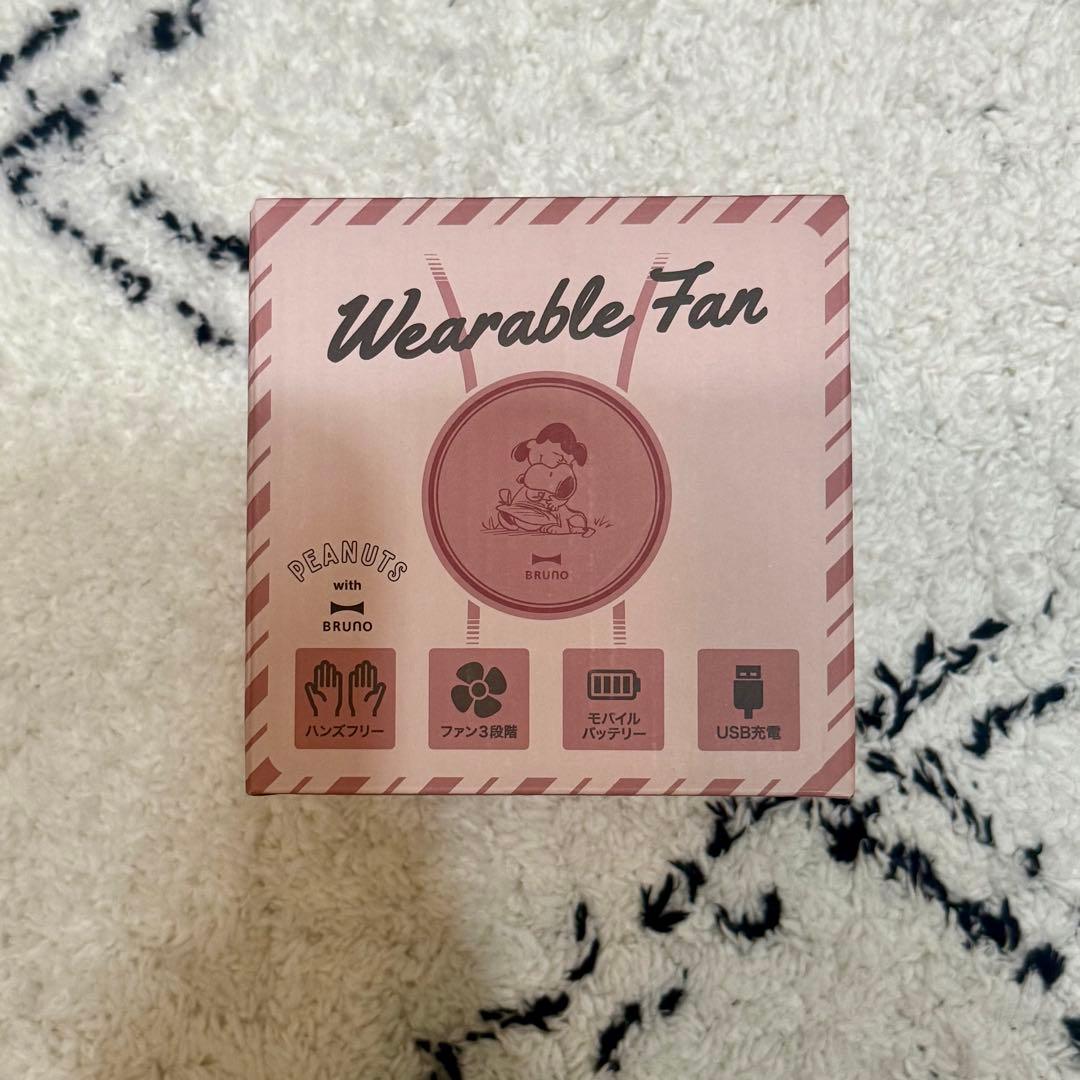 Wearable Fan
BRUNO
PEANUTS
with
BRUNO
ハンズフリー
ファン3段階
モバイル
バッテリー
USB充電